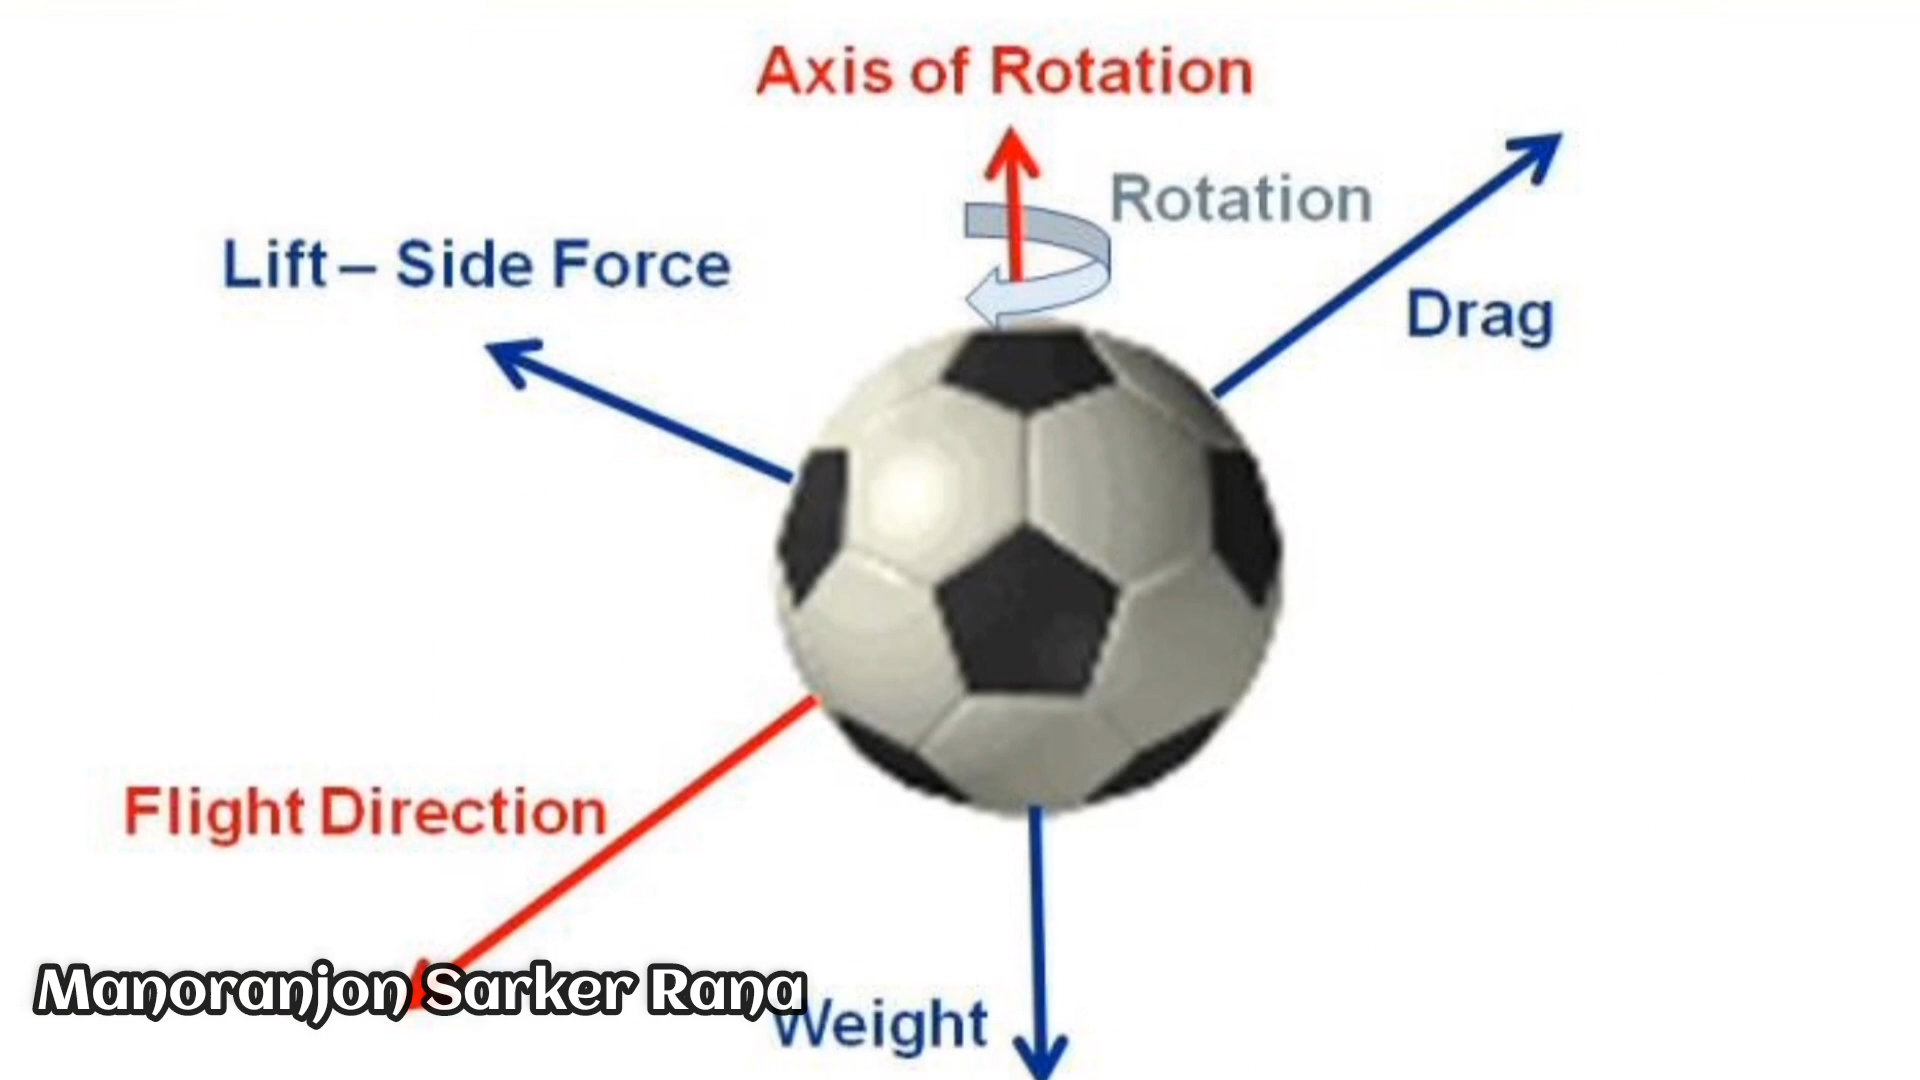 Axis of Rotation
Rotation
Lift – Side Force
Drag
Flight Direction
Manoranjon Sarker Rana
Weight